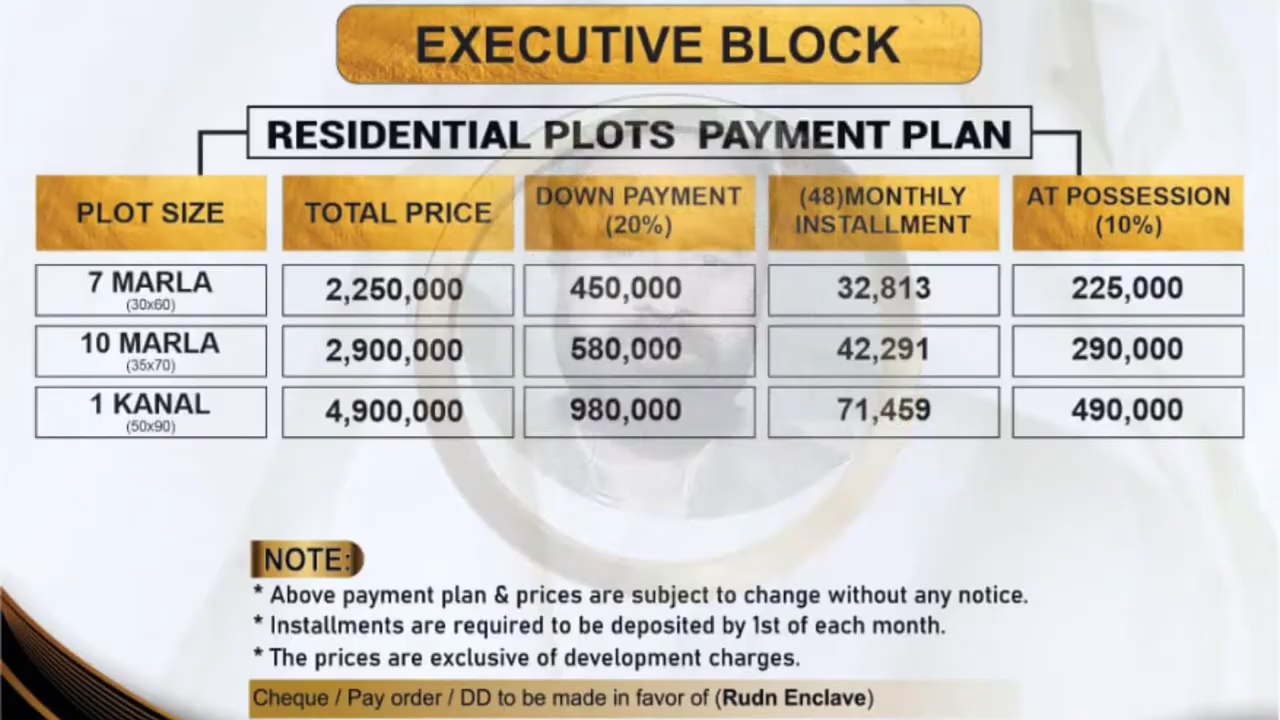 EXECUTIVE BLOCK
RESIDENTIAL PLOTS PAYMENT PLAN
PLOT SIZE
TOTAL PRICE
DOWN PAYMENT
(20%)
(48)MONTHLY
INSTALLMENT
AT POSSESSION
(10%)
7 MARLA
(30x60)
2,250,000
450,000
32,813
225,000
10 MARLA
(35x70)
2,900,000
580,000
42,291
290,000
1 KANAL
(50x90)
4,900,000
980,000
71,459
490,000
NOTE:
* Above payment plan & prices are subject to change without any notice.
* Installments are required to be deposited by 1st of each month.
* The prices are exclusive of development charges.
Cheque / Pay order / DD to be made in favor of (Rudn Enclave)